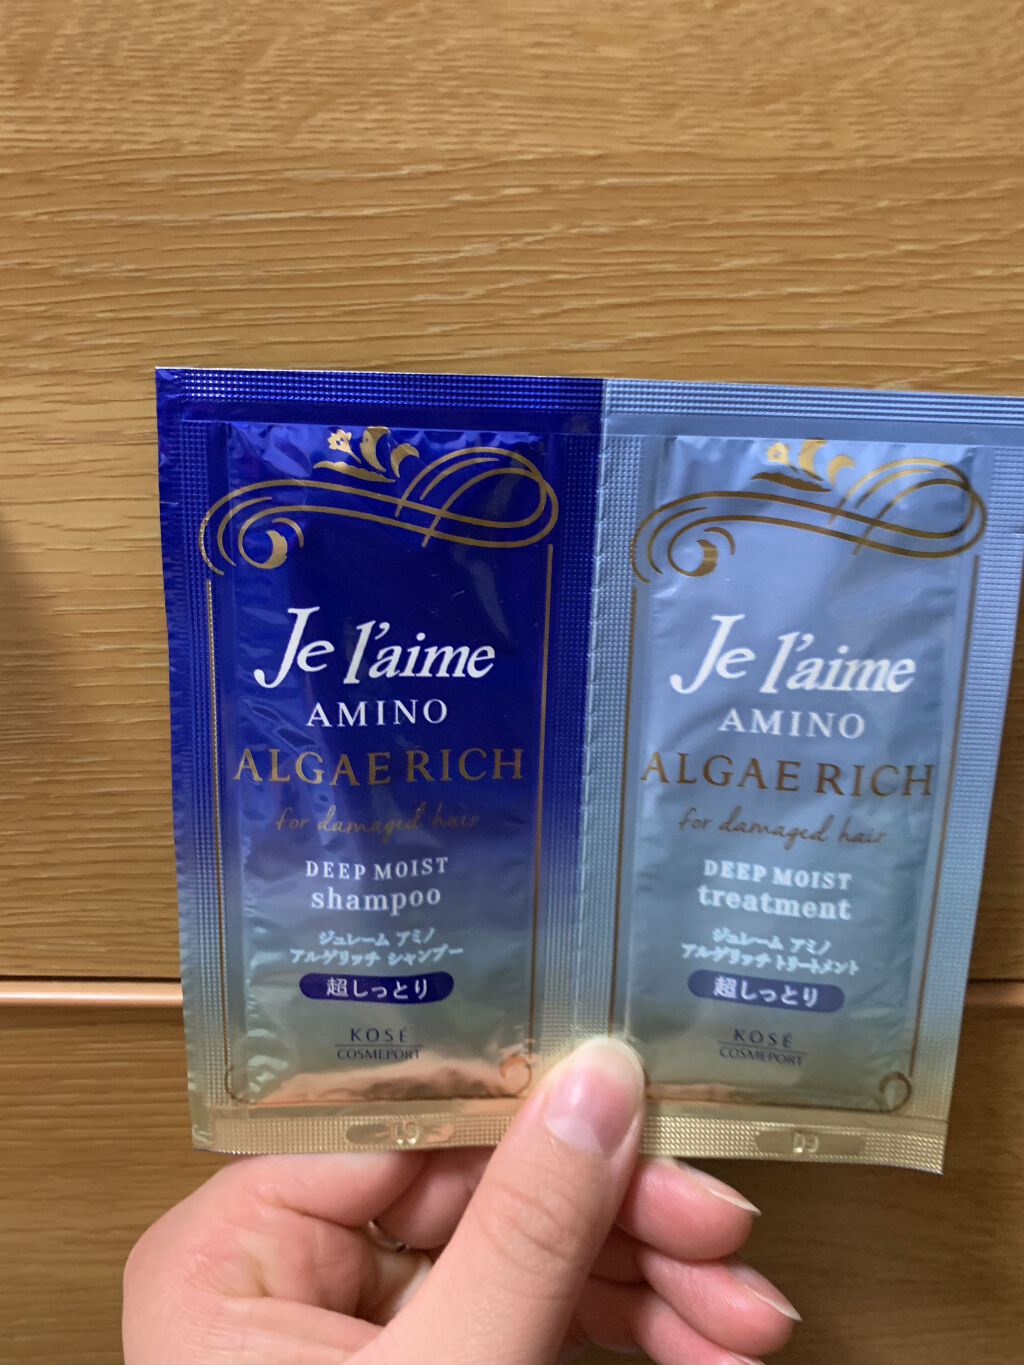 Je l'aime
AMINO
ALGAE RICH
for damaged hair
DEEP MOIST
shampoo
ジュレーム アミノ
アルゲリッチ シャンプー
超しっとり
KOSÉ
COSMEPORT
Je l'aime
AMINO
ALGAE RICH
for damaged hair
DEEP MOIST
treatment
ジュレーム アミノ
アルゲリッチ トリートメント
超しっとり
KOSÉ
COSMEPORT